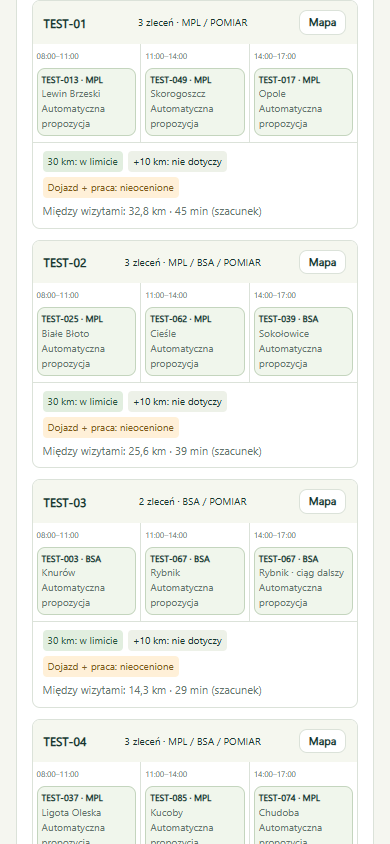 TEST-01 3 zleceń · MPL / POMIAR Mapa
08:00–11:00 11:00–14:00 14:00–17:00
TEST-013 · MPL TEST-049 · MPL TEST-017 · MPL
Lewin Brzeski Skorogoszcz Opole
Automatyczna Automatyczna Automatyczna
propozycja propozycja propozycja
30 km: w limicie +10 km: nie dotyczy
Dojazd + praca: nieocenione
Między wizytami: 32,8 km · 45 min (szacunek)
TEST-02 3 zleceń · MPL / BSA / POMIAR Mapa
08:00–11:00 11:00–14:00 14:00–17:00
TEST-025 · MPL TEST-062 · MPL TEST-039 · BSA
Białe Błoto Cieśle Sokołowice
Automatyczna Automatyczna Automatyczna
propozycja propozycja propozycja
30 km: w limicie +10 km: nie dotyczy
Dojazd + praca: nieocenione
Między wizytami: 25,6 km · 39 min (szacunek)
TEST-03 2 zleceń · BSA / POMIAR Mapa
08:00–11:00 11:00–14:00 14:00–17:00
TEST-003 · BSA TEST-067 · BSA TEST-067 · BSA
Knurów Rybnik Rybnik · ciąg dalszy
Automatyczna Automatyczna Automatyczna
propozycja propozycja propozycja
30 km: w limicie +10 km: nie dotyczy
Dojazd + praca: nieocenione
Między wizytami: 14,3 km · 29 min (szacunek)
TEST-04 3 zleceń · MPL / BSA / POMIAR Mapa
08:00–11:00 11:00–14:00 14:00–17:00
TEST-037 · MPL TEST-085 · MPL TEST-074 · MPL
Ligota Oleska Kucoby Chudoba
Automatyczna Automatyczna Automatyczna
propozycja propozycja propozycja